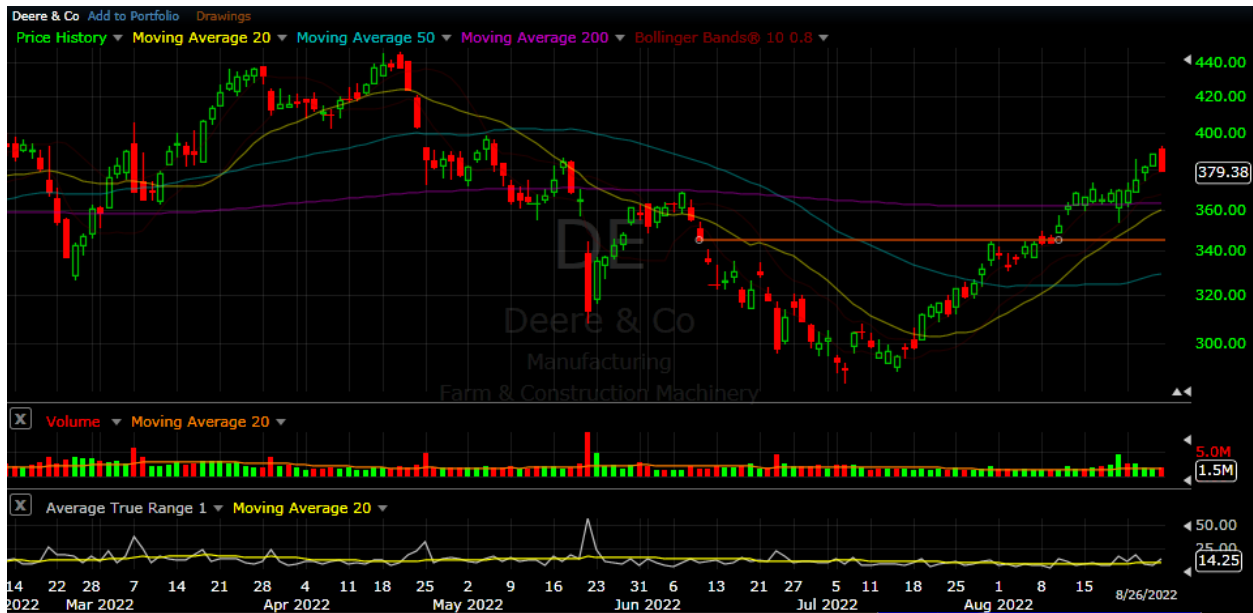 Deere & Co Add to Portfolio Drawings
Price History Moving Average 20 Moving Average 50 Moving Average 200 Bollinger Bands® 10 0.8
440.00
420.00
400.00
379.38
360.00
340.00
320.00
300.00
DE
Deere & Co
Manufacturing
Farm & Construction Machinery
X Volume Moving Average 20
5.0M
1.5M
X Average True Range 1 Moving Average 20
50.00
25.00
14.25
14 22 28 7 14 21 28 4 11 18 25 2 9 16 23 31 6 13 21 27 5 11 18 25 1 8 15 8/26/2022
2022 Mar 2022 Apr 2022 May 2022 Jun 2022 Jul 2022 Aug 2022